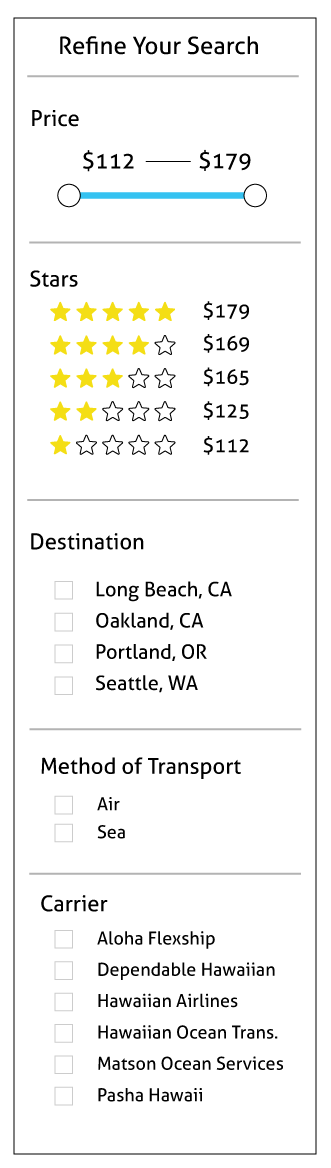 Refine Your Search
Price
$112 $179
Stars
$179
$169
$165
$125
$112
Destination
Long Beach, CA
Oakland, CA
Portland, OR
Seattle, WA
Method of Transport
Air
Sea
Carrier
Aloha Flexship
Dependable Hawaiian
Hawaiian Airlines
Hawaiian Ocean Trans.
Matson Ocean Services
Pasha Hawaii